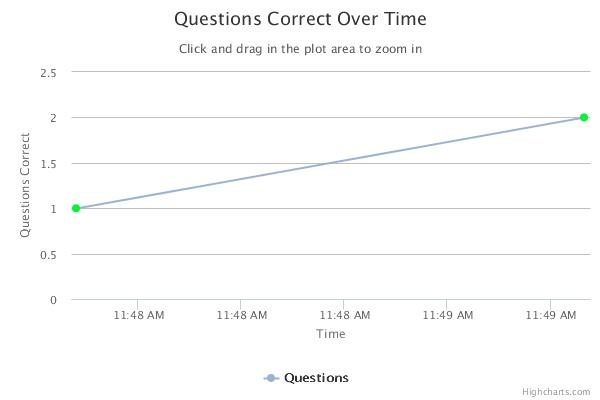 Questions Correct Over Time
Click and drag in the plot area to zoom in
Questions Correct
2.5
2
1.5
1
0.5
0
11:48 AM 11:48 AM 11:48 AM 11:49 AM 11:49 AM
Time
Questions
Highcharts.com